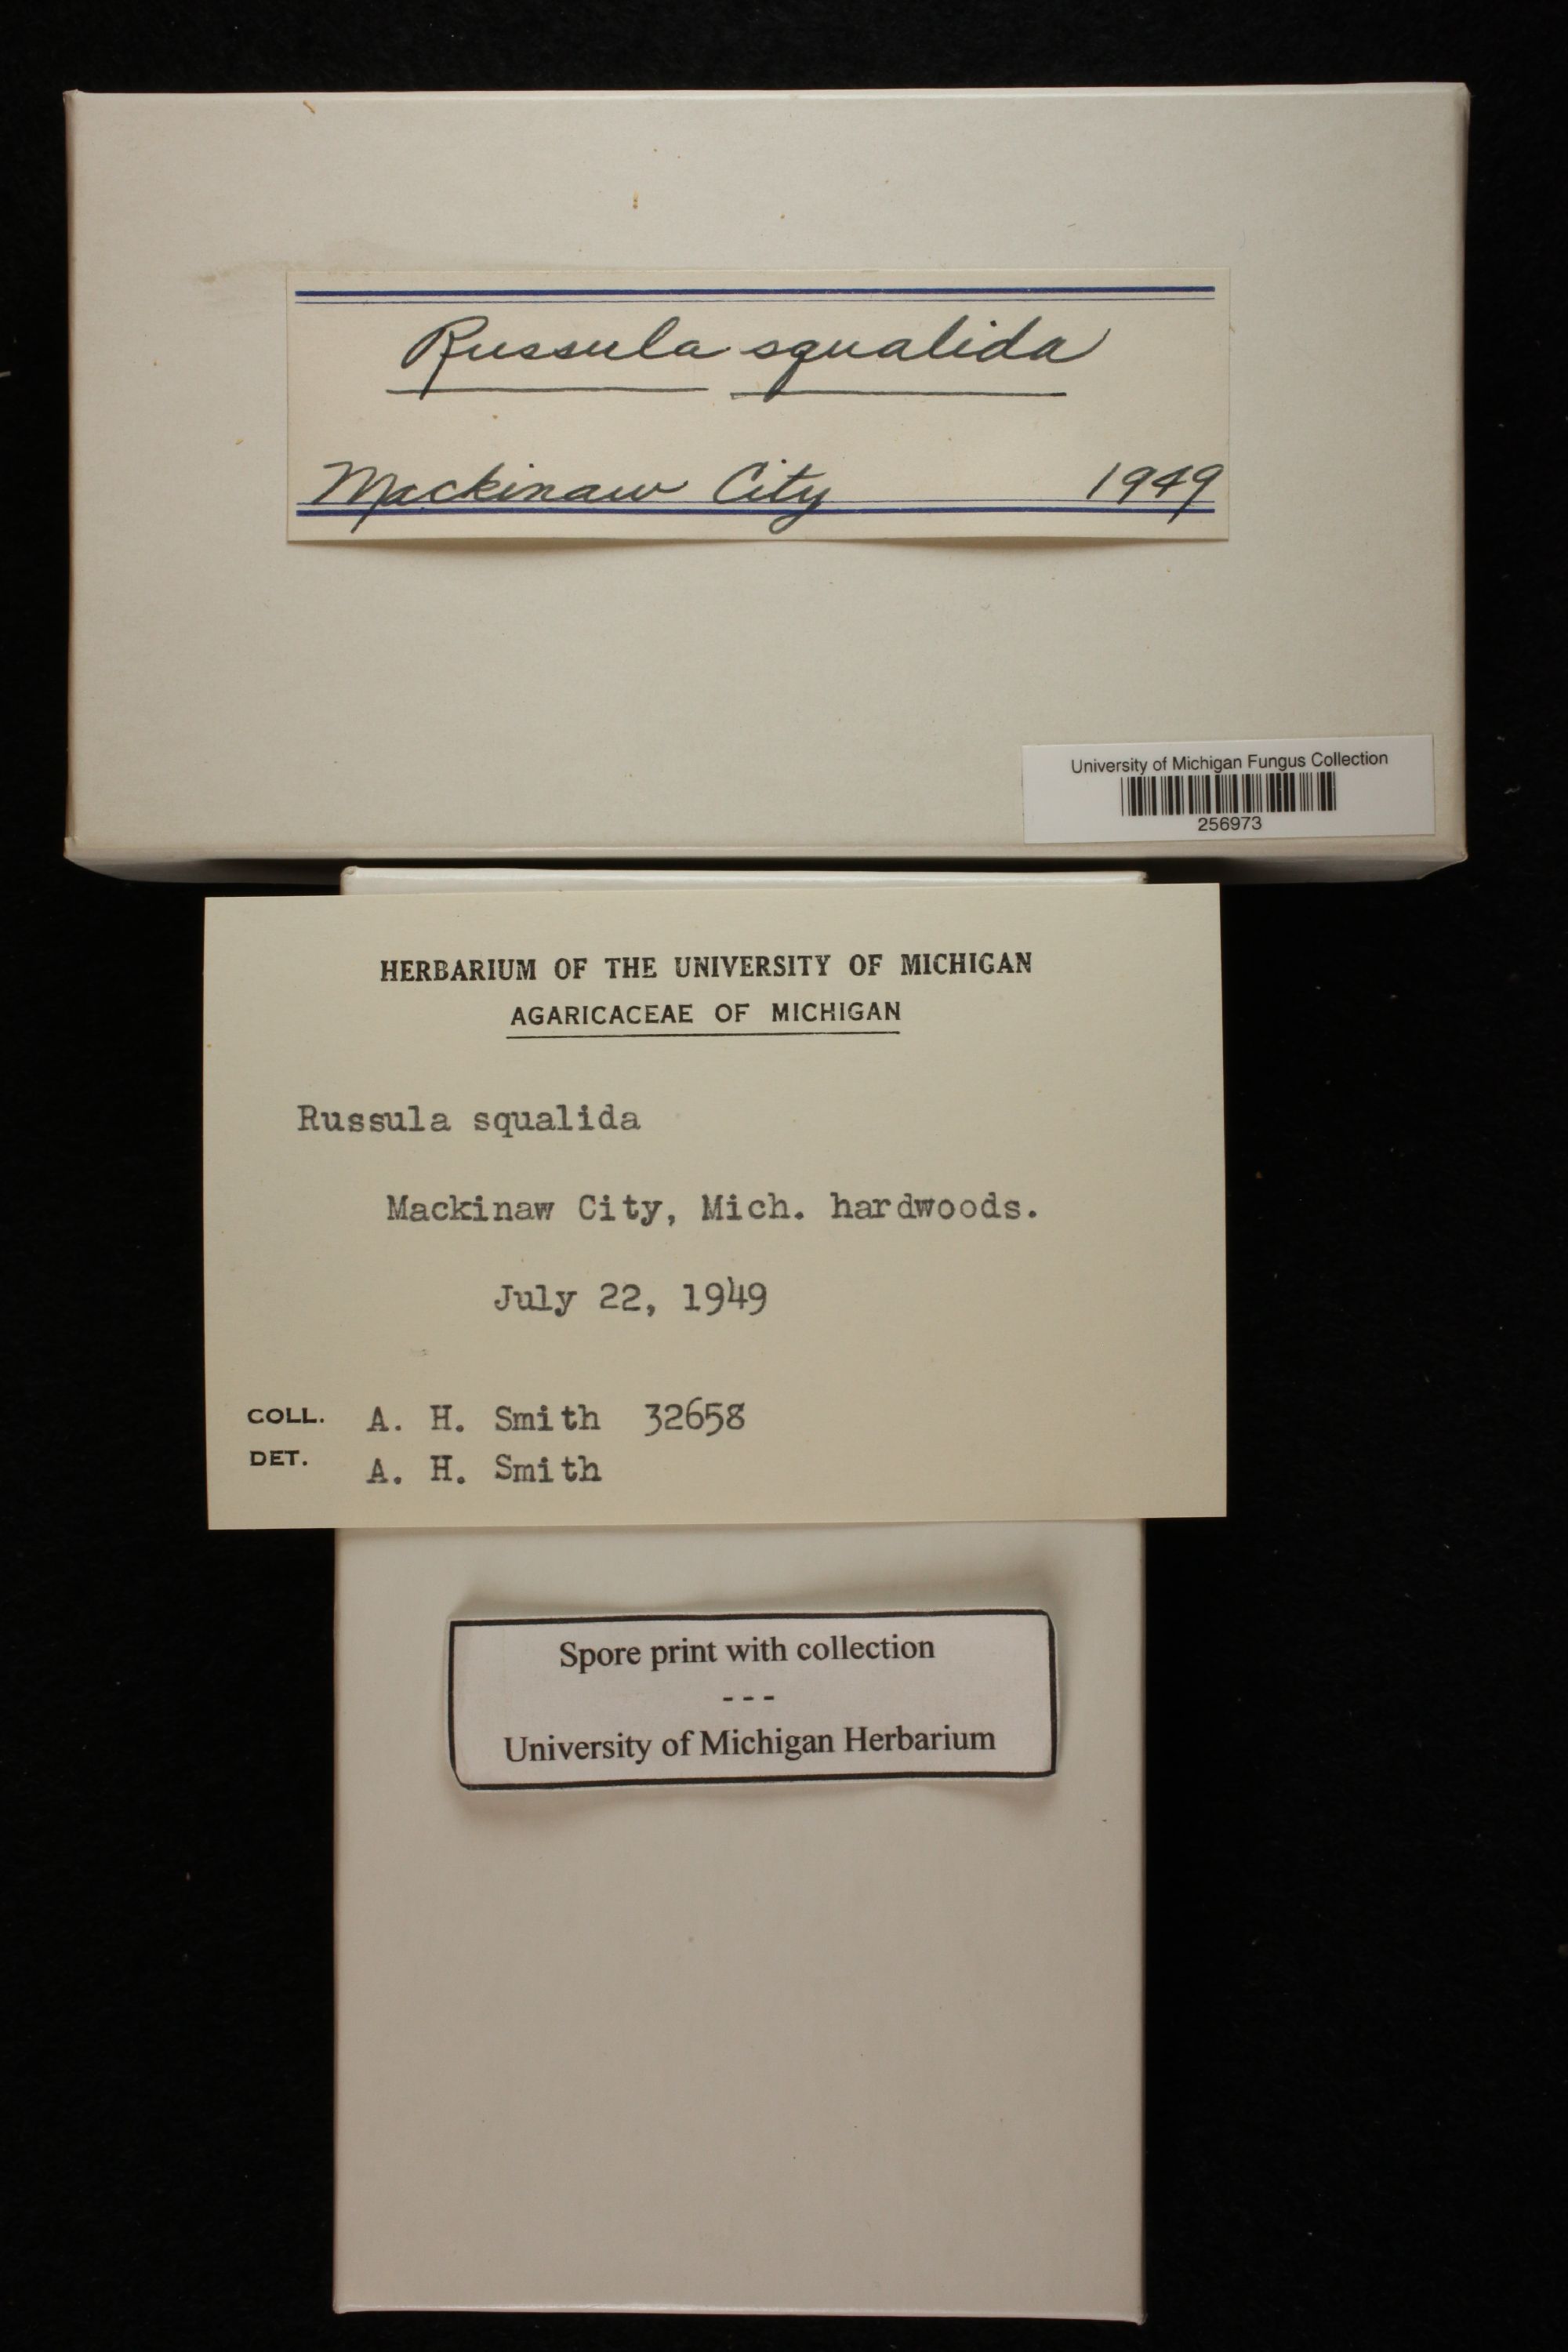 Russula squalida
Mackinaw City 1949
University of Michigan Fungus Collection
256973
HERBARIUM OF THE UNIVERSITY OF MICHIGAN
AGARICACEAE OF MICHIGAN
Russula squalida
Mackinaw City, Mich. hardwoods.
July 22, 1949
COLL. A. H. Smith 32658
DET. A. H. Smith
Spore print with collection
---
University of Michigan Herbarium